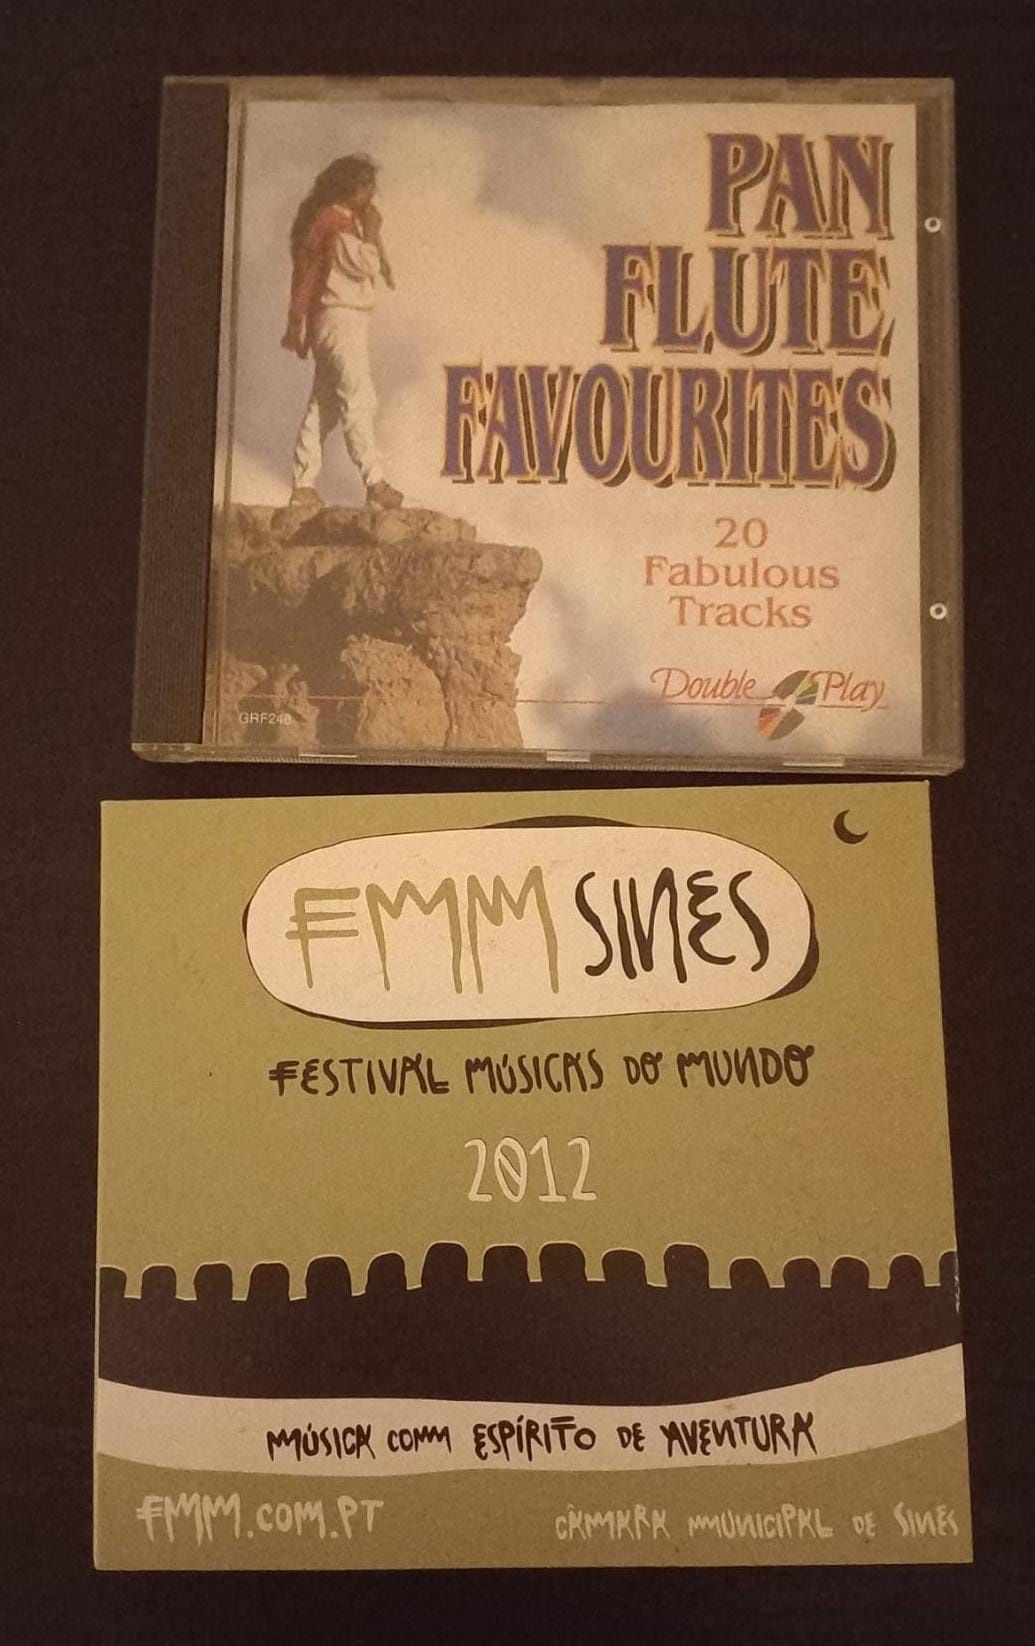 PAN
FLUTE
FAVOURITES
20
Fabulous
Tracks
Double Play
GRF248
FMM SINES
FESTIVAL MÚSICAS DO MUNDO
2012
MÚSICA COM ESPÍRITO DE AVENTURA
FMM.COM.PT
CÂMARA MUNICIPAL DE SINES